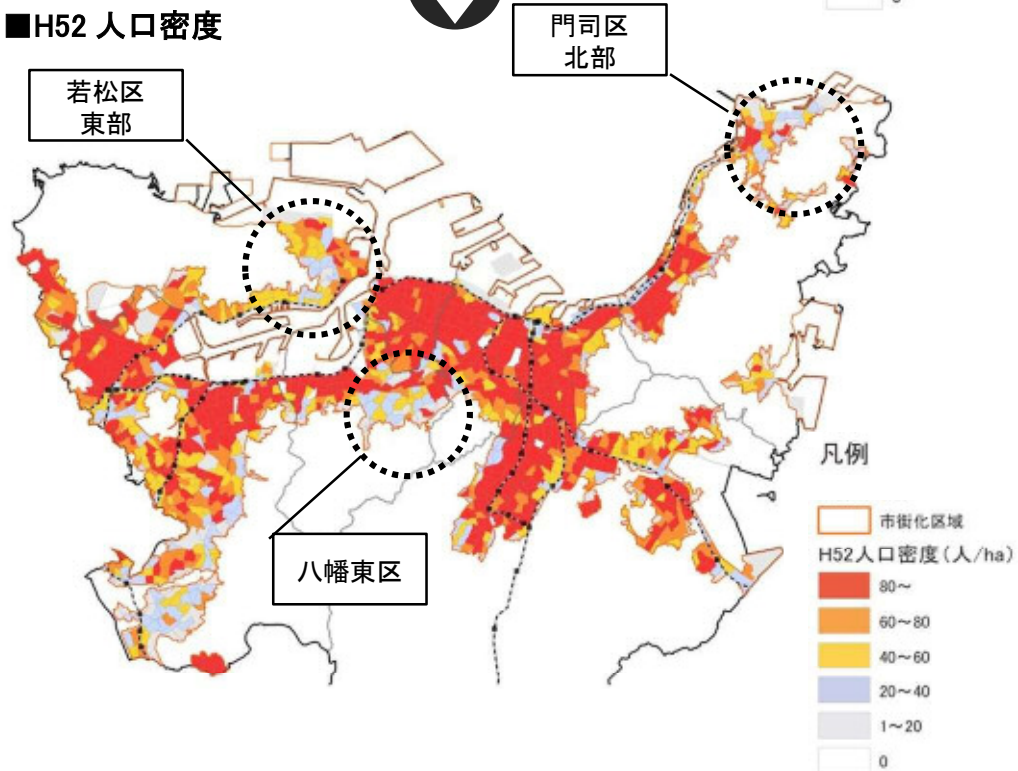 ■H52 人口密度
門司区
北部
若松区
東部
八幡東区
凡例
市街化区域
H52人口密度(人/ha)
80～
60～80
40～60
20～40
1～20
0